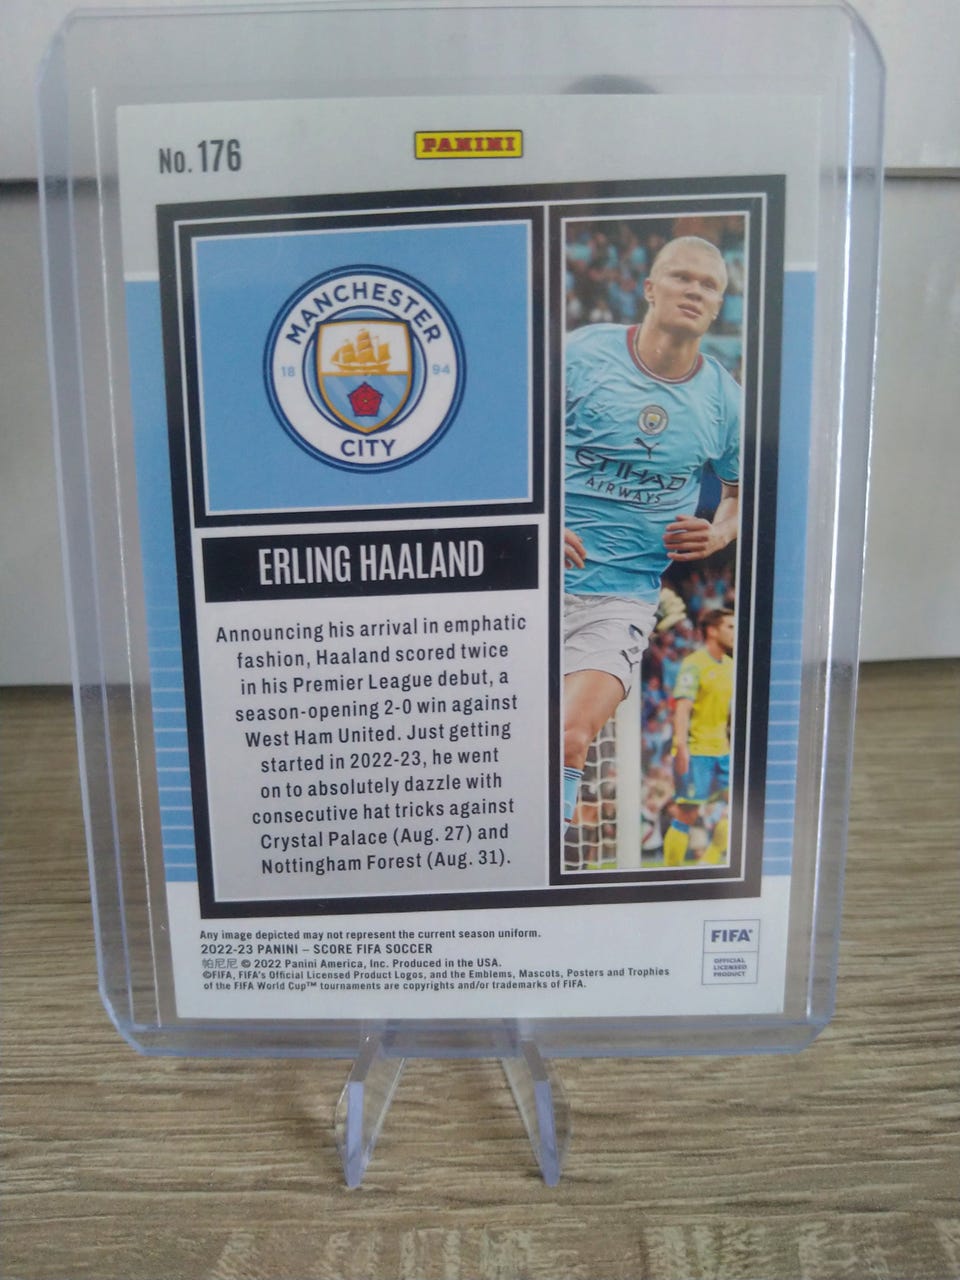 No. 176
PANINI
MANCHESTER
18 94
CITY
ETIHAD
AIRWAYS
ERLING HAALAND
Announcing his arrival in emphatic
fashion, Haaland scored twice
in his Premier League debut, a
season-opening 2-0 win against
West Ham United. Just getting
started in 2022-23, he went
on to absolutely dazzle with
consecutive hat tricks against
Crystal Palace (Aug. 27) and
Nottingham Forest (Aug. 31).
Any image depicted may not represent the current season uniform.
2022-23 PANINI – SCORE FIFA SOCCER
帕尼尼 © 2022 Panini America, Inc. Produced in the USA.
©FIFA, FIFA's Official Licensed Product Logos, and the Emblems, Mascots, Posters and Trophies
of the FIFA World Cup™ tournaments are copyrights and/or trademarks of FIFA.
FIFA®
OFFICIAL
LICENSED
PRODUCT